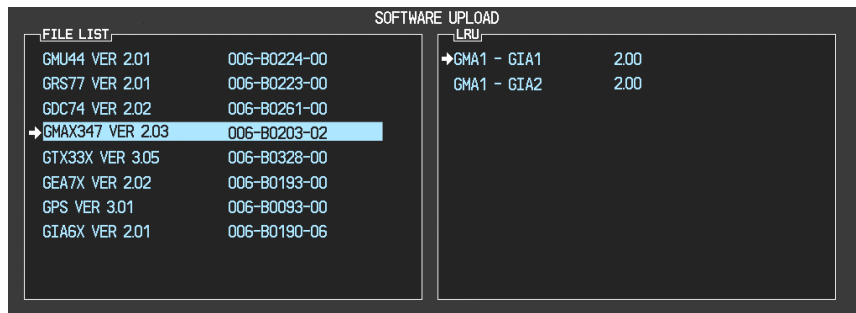 SOFTWARE UPLOAD
FILE LIST
GMU44 VER 2.01 006-B0224-00
GRS77 VER 2.01 006-B0223-00
GDC74 VER 2.02 006-B0261-00
GMAX347 VER 2.03 006-B0203-02
GTX33X VER 3.05 006-B0328-00
GEA7X VER 2.02 006-B0193-00
GPS VER 3.01 006-B0093-00
GIA6X VER 2.01 006-B0190-06
LRU
GMA1 - GIA1 2.00
GMA1 - GIA2 2.00